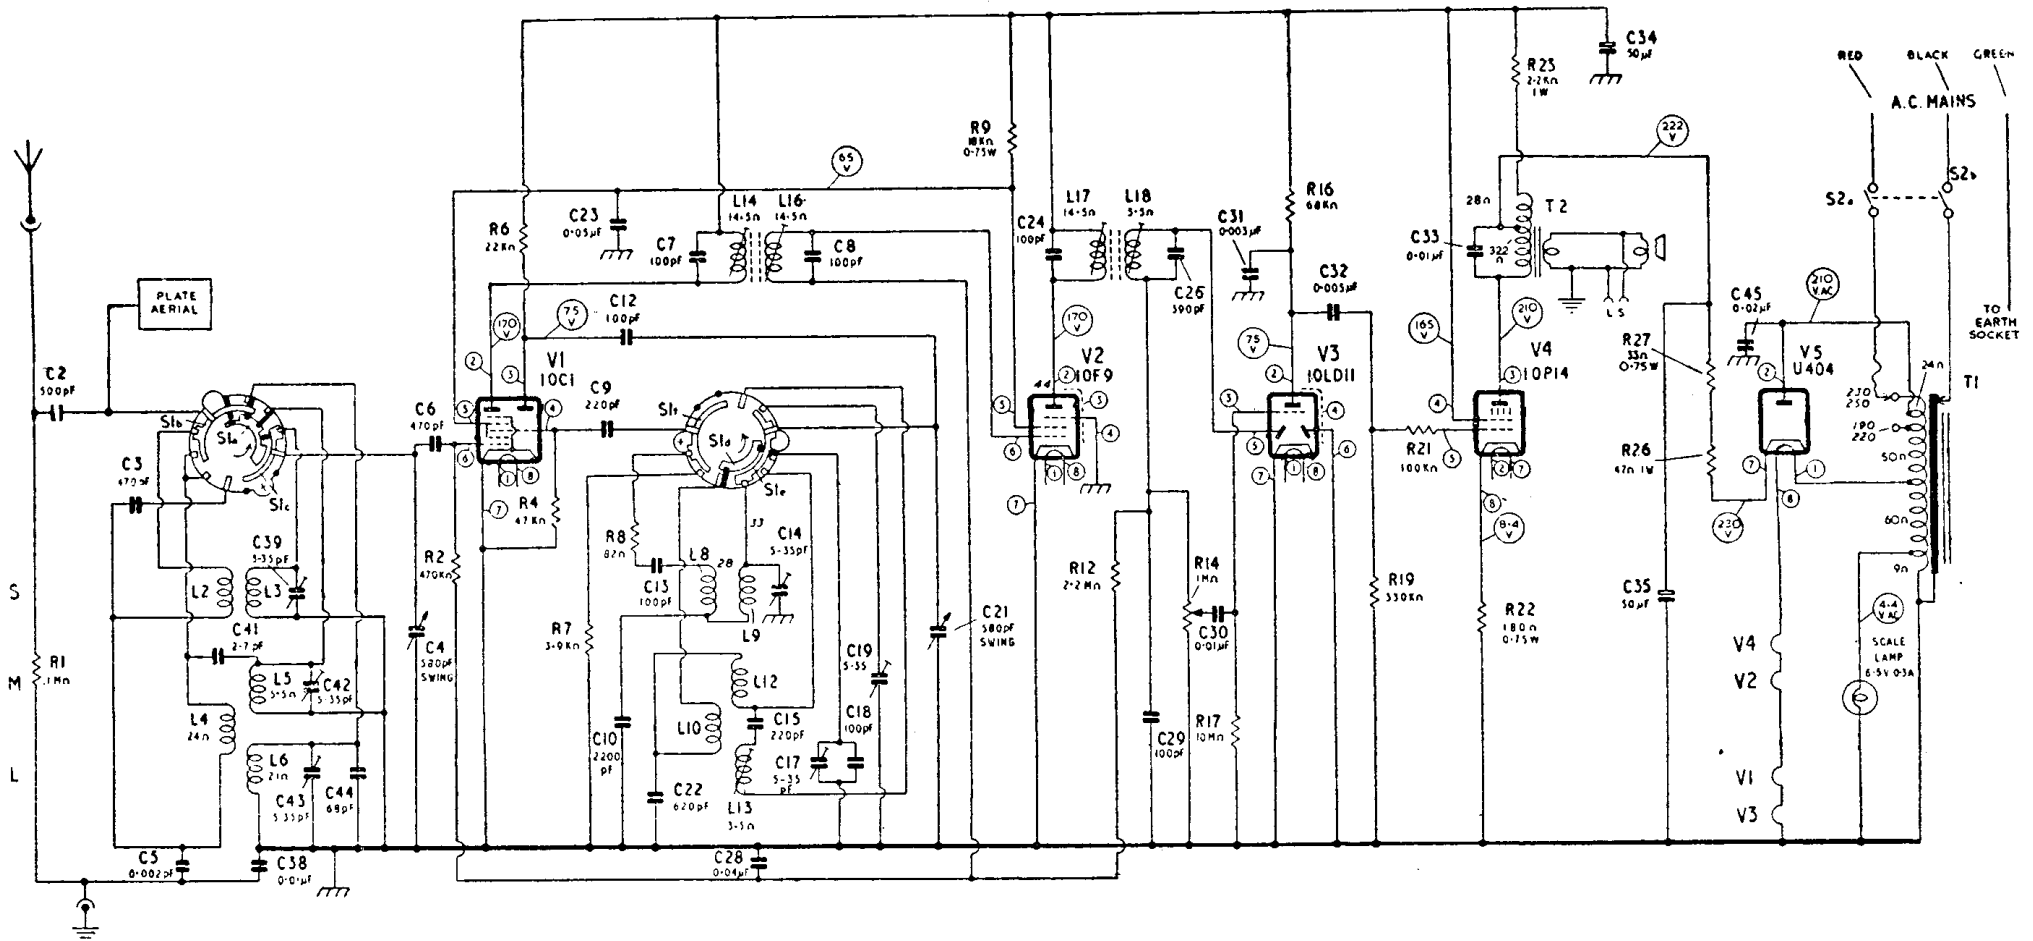 C34
50µF
R23
2·2KΩ
1W
RED
BLACK
GREEN
A.C. MAINS
R9
18KΩ
0·75W
222
V
65
V
S2a
S2b
L14
14·5Ω
L16
14·5Ω
L17
14·5Ω
L18
5·5Ω
R16
68KΩ
28Ω
T2
C23
0·05µF
R6
22KΩ
C7
100pF
C8
100pF
C24
100pF
C31
0·003µF
C33
0·01µF
322
Ω
C32
0·005µF
C26
390pF
L S
PLATE
AERIAL
C45
0·02µF
210
V.AC
TO
EARTH
SOCKET
C12
100pF
170
V
75
V
170
V
75
V
165
V
210
V
R27
33Ω
0·75W
V1
10C1
V2
10F9
44
V3
10LD11
V4
10P14
V5
U404
24Ω
T1
230
250
190
220
C2
500pF
S1b
S1a
S1c
C3
470pF
C6
470pF
C9
220pF
S1f
S1d
S1e
R21
100KΩ
R26
47Ω 1W
50Ω
60Ω
9Ω
230
V
8·4
V
4·4
V.AC
R4
47KΩ
33
C14
5-35pF
C39
5-35pF
L2
L3
R2
470KΩ
R8
82Ω
C13
100pF
L8
28
L9
R12
2·2MΩ
R14
1MΩ
C30
0·01µF
R19
330KΩ
R22
180Ω
0·75W
C35
50µF
S
C41
2·7pF
C4
580pF
SWING
R7
3·9KΩ
C21
580pF
SWING
C19
5-35
R1
·1MΩ
M
L5
5·5Ω
C42
5·35pF
L12
SCALE
LAMP
6·5V 0·3A
V4
V2
L4
24Ω
L10
C15
220pF
C18
100pF
C10
2200
pF
C29
100pF
R17
10MΩ
L
L6
21Ω
C43
5·35pF
C44
68pF
C22
620pF
L13
3·5Ω
C17
5-35
pF
V1
V3
C5
0·002µF
C38
0·01µF
C28
0·04µF